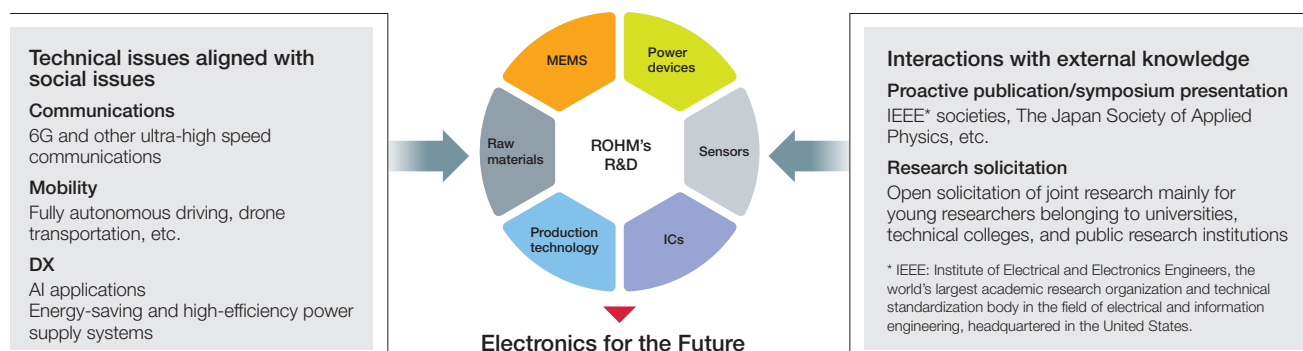 Technical issues aligned with
social issues
Communications
6G and other ultra-high speed
communications
Mobility
Fully autonomous driving, drone
transportation, etc.
DX
AI applications
Energy-saving and high-efficiency power
supply systems
MEMS
Power
devices
Raw
materials
ROHM's
R&D
Sensors
Production
technology
ICs
Electronics for the Future
Interactions with external knowledge
Proactive publication/symposium presentation
IEEE* societies, The Japan Society of Applied
Physics, etc.
Research solicitation
Open solicitation of joint research mainly for
young researchers belonging to universities,
technical colleges, and public research institutions
* IEEE: Institute of Electrical and Electronics Engineers, the
world's largest academic research organization and technical
standardization body in the field of electrical and information
engineering, headquartered in the United States.